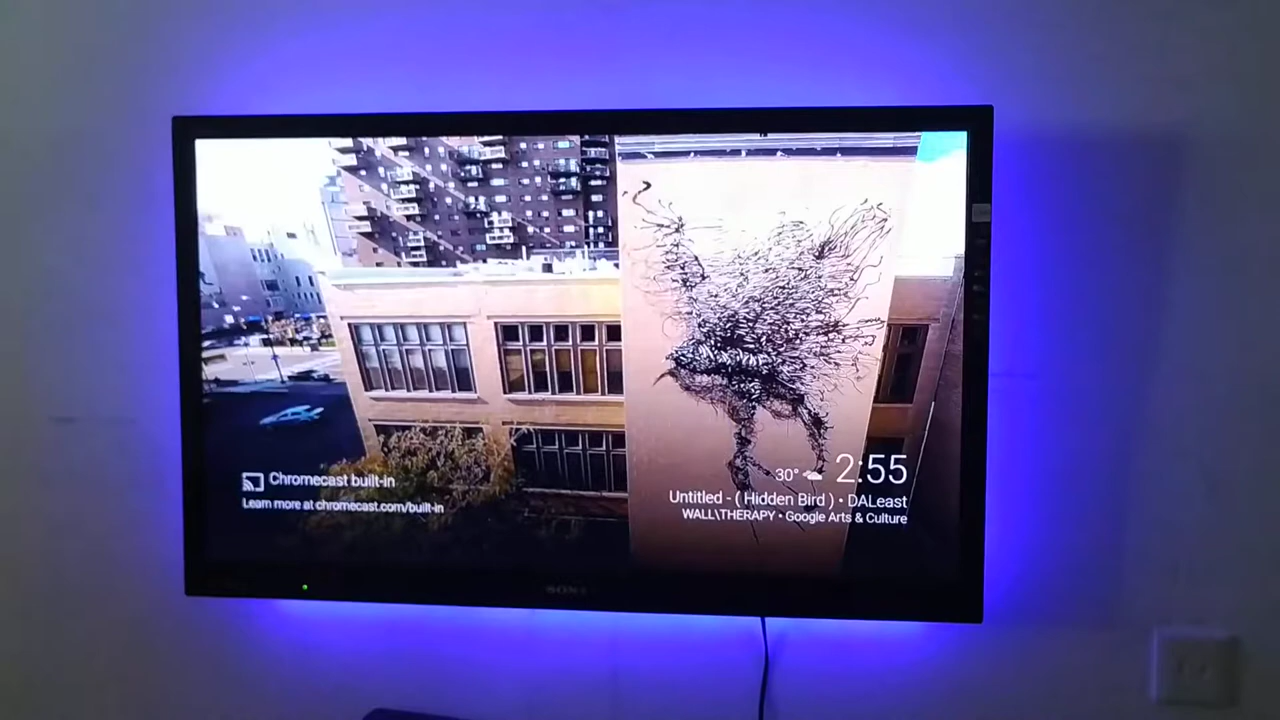 Chromecast built-in
Learn more at chromecast.com/built-in
30° 2:55
Untitled - ( Hidden Bird ) • DALeast
WALL\THERAPY • Google Arts & Culture
SONY